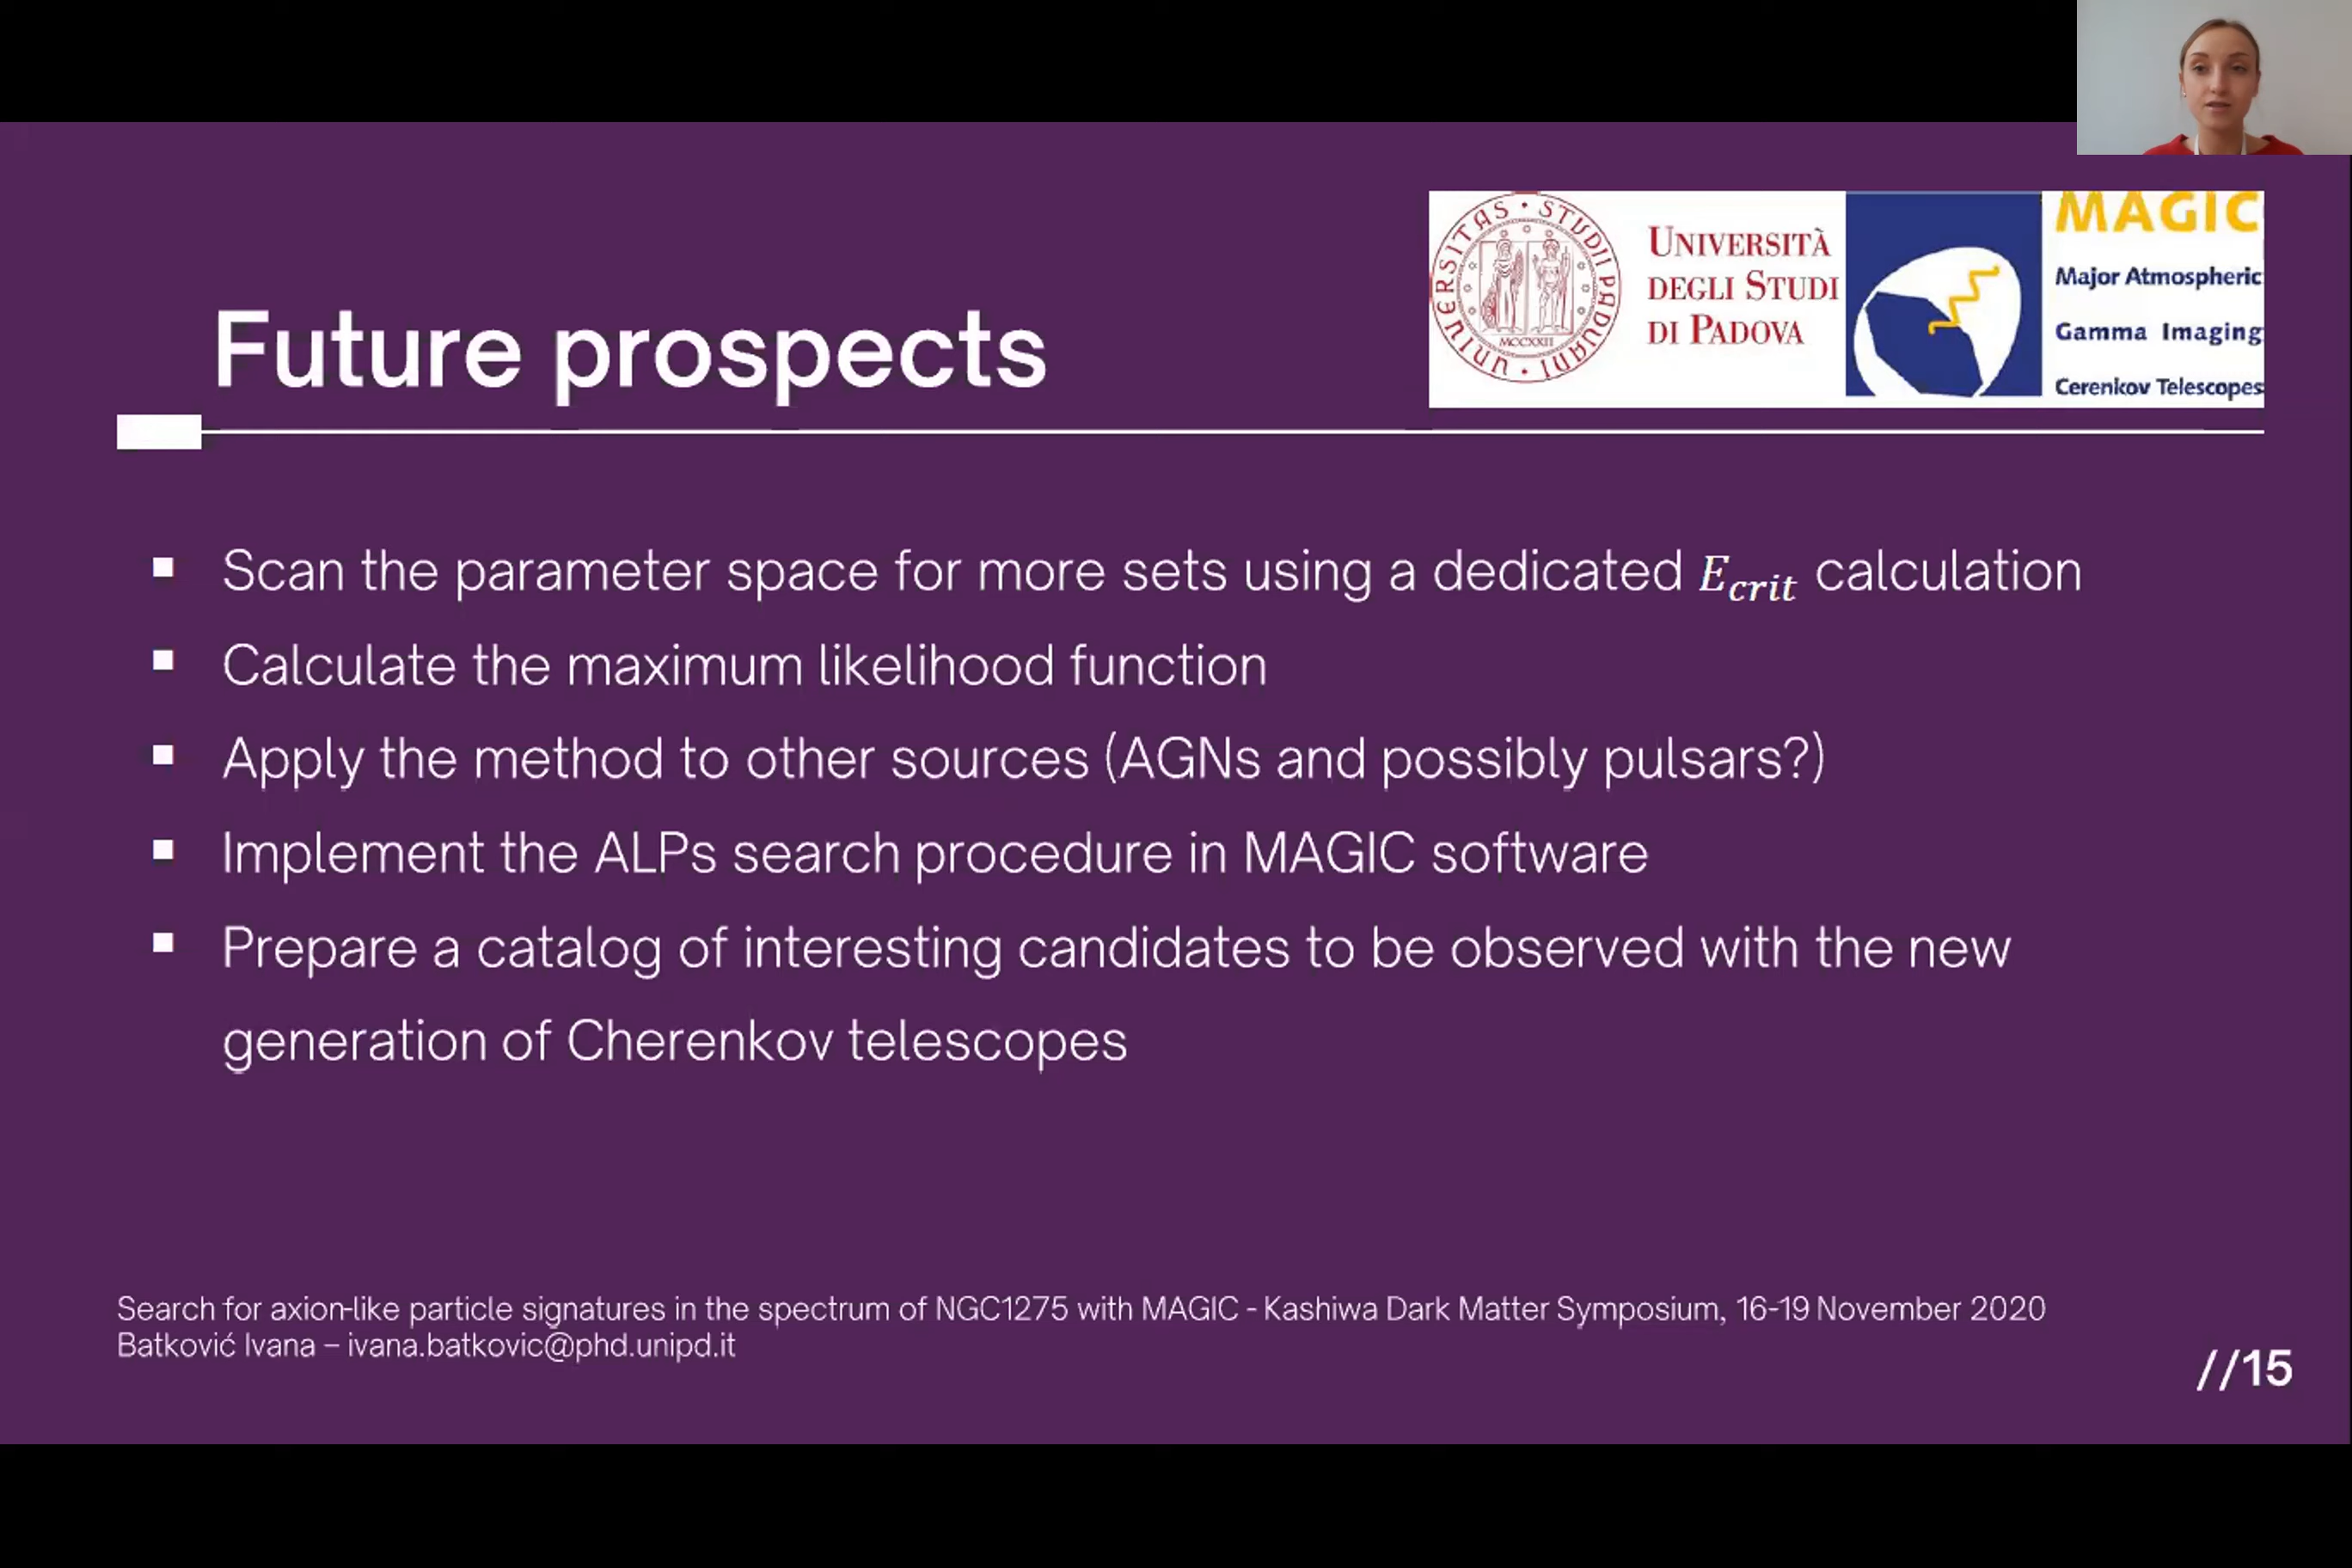 UNIVERSITAS STUDII PADUANI
MCCXXII
UNIVERSITÀ
DEGLI STUDI
DI PADOVA
MAGIC
Major Atmospheric
Gamma Imaging
Cerenkov Telescopes
Future prospects
▪ Scan the parameter space for more sets using a dedicated E_crit calculation
▪ Calculate the maximum likelihood function
▪ Apply the method to other sources (AGNs and possibly pulsars?)
▪ Implement the ALPs search procedure in MAGIC software
▪ Prepare a catalog of interesting candidates to be observed with the new
generation of Cherenkov telescopes
Search for axion-like particle signatures in the spectrum of NGC1275 with MAGIC - Kashiwa Dark Matter Symposium, 16-19 November 2020
Batković Ivana – ivana.batkovic@phd.unipd.it
//15